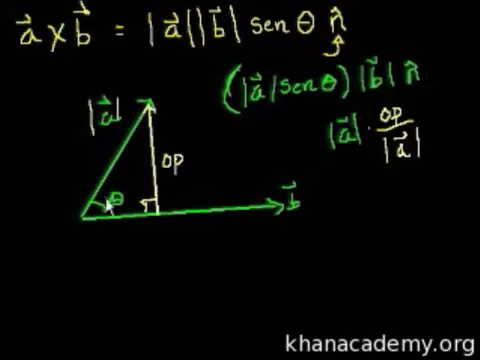 a⃗ × b⃗ = |a⃗||b⃗| sen θ n̂
(|a⃗| sen θ) |b⃗| n̂
|a⃗| · op/|a⃗|
|a⃗|
op
θ
b⃗
khanacademy.org